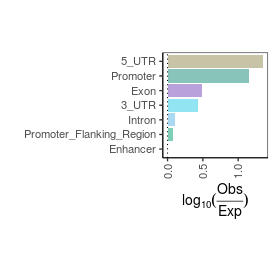 5_UTR
Promoter
Exon
3_UTR
Intron
Promoter_Flanking_Region
Enhancer
0.0 0.5 1.0
log₁₀(Obs/Exp)